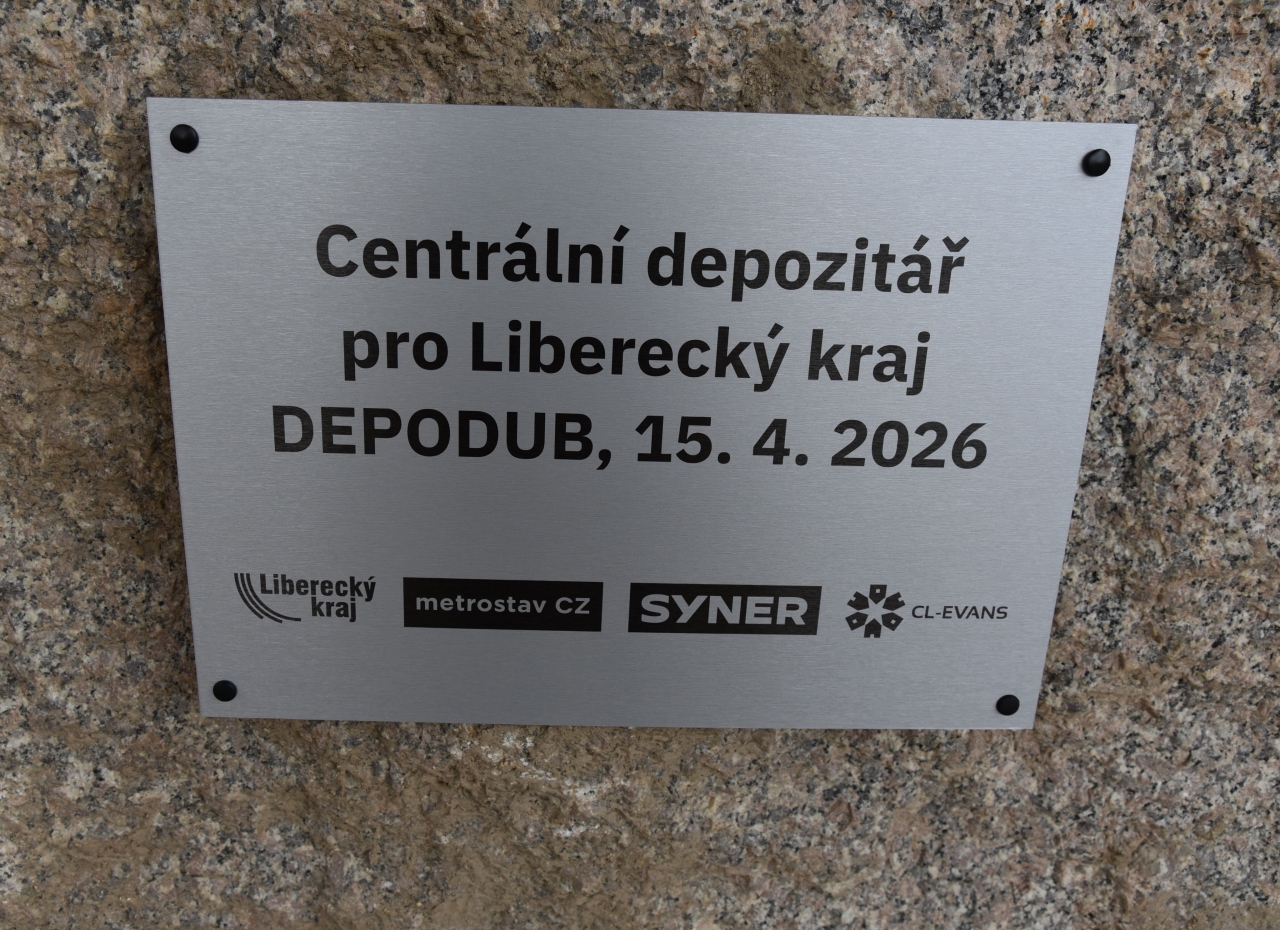 Centrální depozitář
pro Liberecký kraj
DEPODUB, 15. 4. 2026
Liberecký
kraj
metrostav CZ
SYNER
CL-EVANS